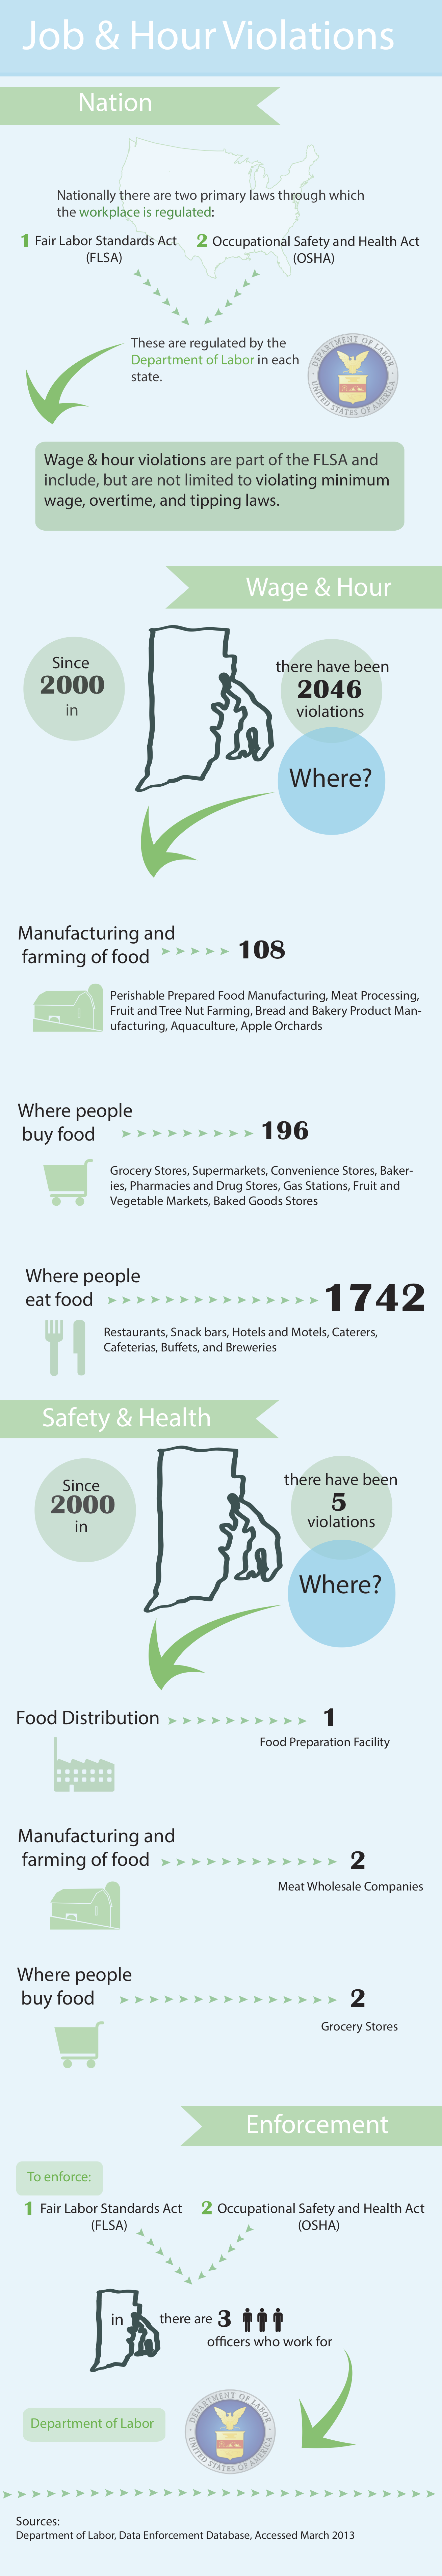 Job & Hour Violations
Nation
Nationally there are two primary laws through which
the workplace is regulated:
1 Fair Labor Standards Act
(FLSA)
2 Occupational Safety and Health Act
(OSHA)
These are regulated by the
Department of Labor in each
state.
DEPARTMENT OF LABOR
UNITED STATES OF AMERICA
Wage & hour violations are part of the FLSA and
include, but are not limited to violating minimum
wage, overtime, and tipping laws.
Wage & Hour
Since
2000
in
there have been
2046
violations
Where?
Manufacturing and
farming of food
108
Perishable Prepared Food Manufacturing, Meat Processing,
Fruit and Tree Nut Farming, Bread and Bakery Product Man-
ufacturing, Aquaculture, Apple Orchards
Where people
buy food
196
Grocery Stores, Supermarkets, Convenience Stores, Baker-
ies, Pharmacies and Drug Stores, Gas Stations, Fruit and
Vegetable Markets, Baked Goods Stores
Where people
eat food
1742
Restaurants, Snack bars, Hotels and Motels, Caterers,
Cafeterias, Buffets, and Breweries
Safety & Health
Since
2000
in
there have been
5
violations
Where?
Food Distribution
1
Food Preparation Facility
Manufacturing and
farming of food
2
Meat Wholesale Companies
Where people
buy food
2
Grocery Stores
Enforcement
To enforce:
1 Fair Labor Standards Act
(FLSA)
2 Occupational Safety and Health Act
(OSHA)
in
there are 3
officers who work for
Department of Labor
DEPARTMENT OF LABOR
UNITED STATES OF AMERICA
Sources:
Department of Labor, Data Enforcement Database, Accessed March 2013